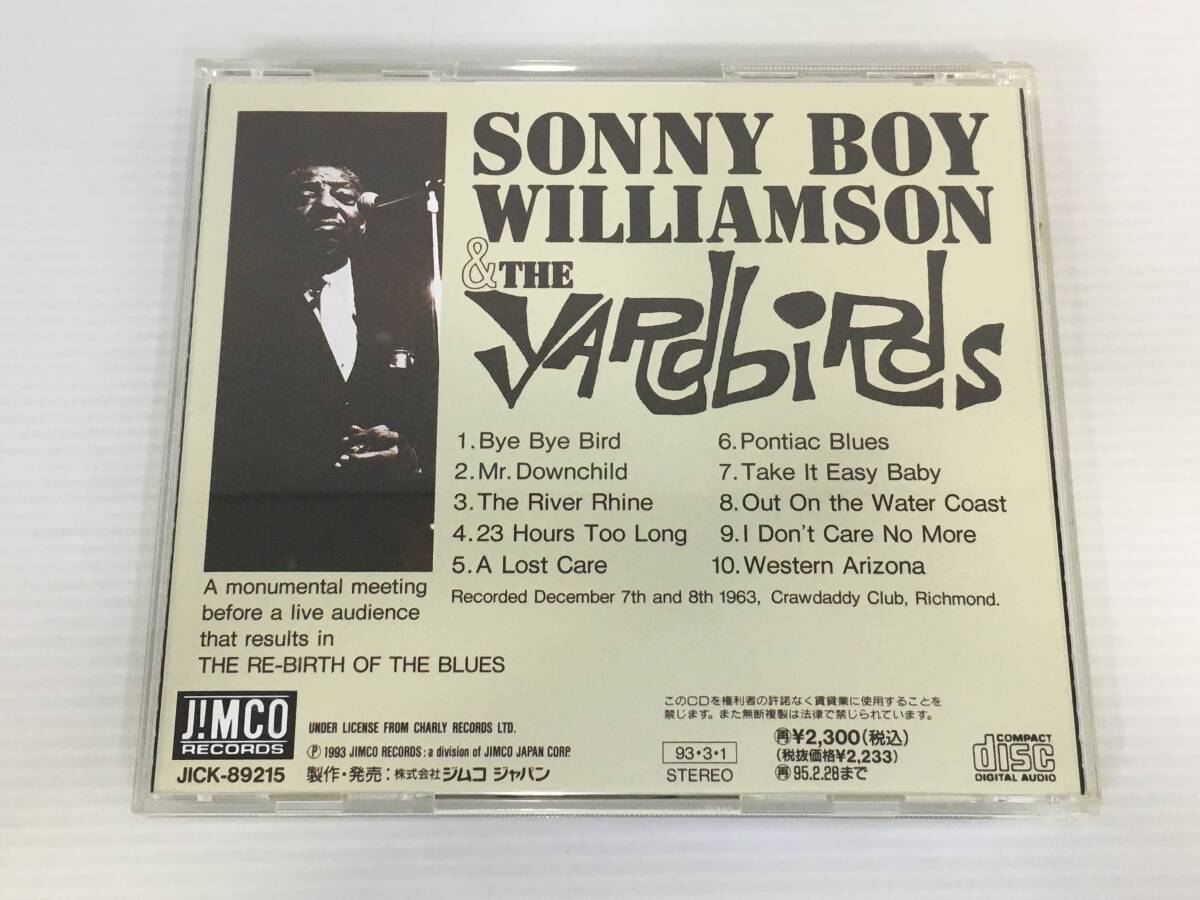 SONNY BOY
WILLIAMSON
& THE
YARDBIRDS
1. Bye Bye Bird
2. Mr. Downchild
3. The River Rhine
4. 23 Hours Too Long
5. A Lost Care
6. Pontiac Blues
7. Take It Easy Baby
8. Out On the Water Coast
9. I Don't Care No More
10. Western Arizona
Recorded December 7th and 8th 1963, Crawdaddy Club, Richmond.
A monumental meeting
before a live audience
that results in
THE RE-BIRTH OF THE BLUES
J!MCO
RECORDS
JICK-89215
UNDER LICENSE FROM CHARLY RECORDS LTD.
Ⓟ 1993 JIMCO RECORDS: a division of JIMCO JAPAN CORP.
製作・発売：株式会社ジムコ ジャパン
このCDを権利者の許諾なく賃貸業に使用することを
禁じます。また無断複製は法律で禁じられています。
93・3・1
STEREO
再¥2,300(税込)
(税抜価格¥2,233)
再95.2.28まで
COMPACT
disc
DIGITAL AUDIO